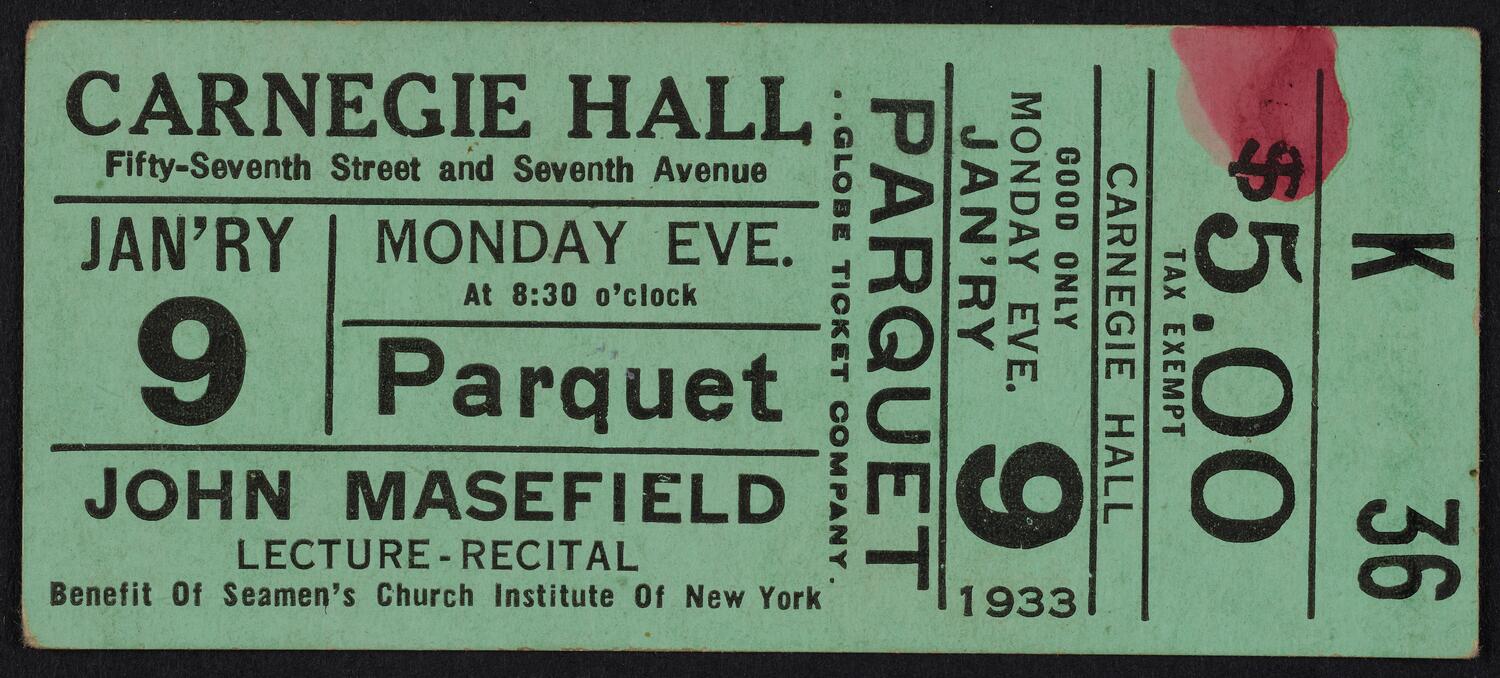 CARNEGIE HALL
Fifty-Seventh Street and Seventh Avenue
JAN'RY
9
MONDAY EVE.
At 8:30 o'clock
Parquet
JOHN MASEFIELD
LECTURE-RECITAL
Benefit Of Seamen's Church Institute Of New York
..GLOBE TICKET COMPANY..
PARQUET
GOOD ONLY
MONDAY EVE.
JAN'RY
9
1933
CARNEGIE HALL
$5.00
TAX EXEMPT
K
36